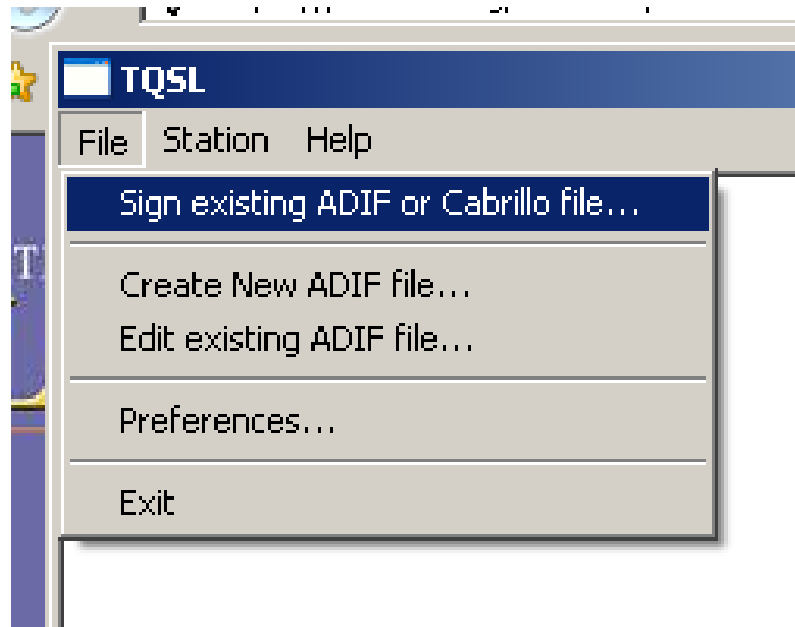 TQSL
File Station Help
Sign existing ADIF or Cabrillo file...
Create New ADIF file...
Edit existing ADIF file...
Preferences...
Exit